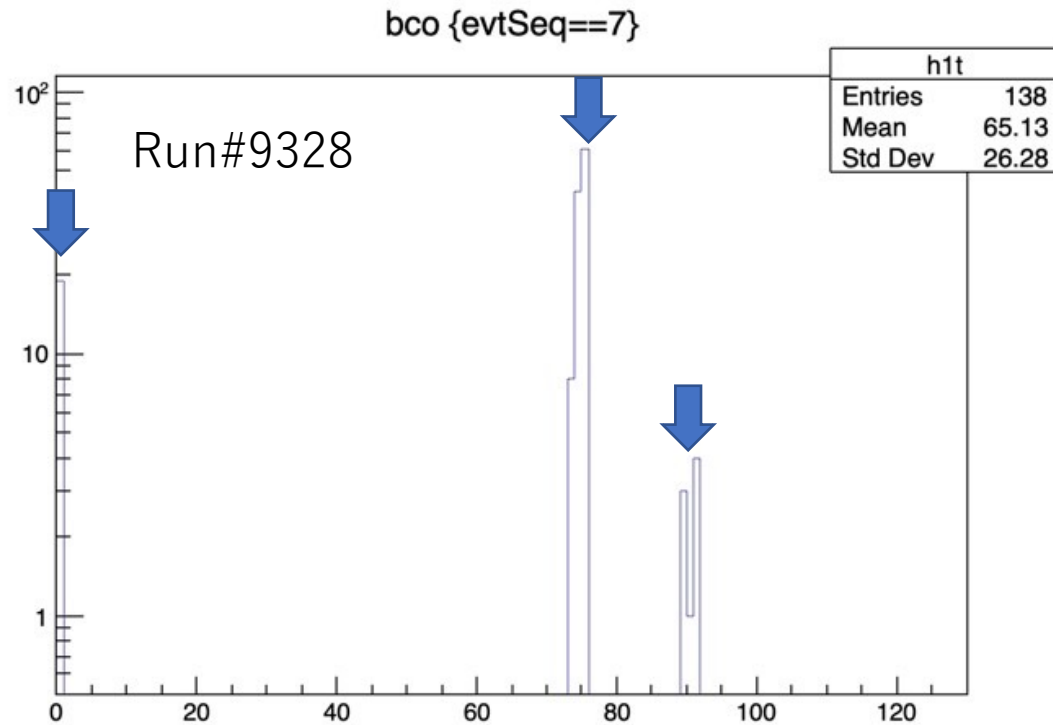 bco {evtSeq==7}
h1t
Entries 138
Mean 65.13
Std Dev 26.28
Run#9328
10²
10
1
0 20 40 60 80 100 120